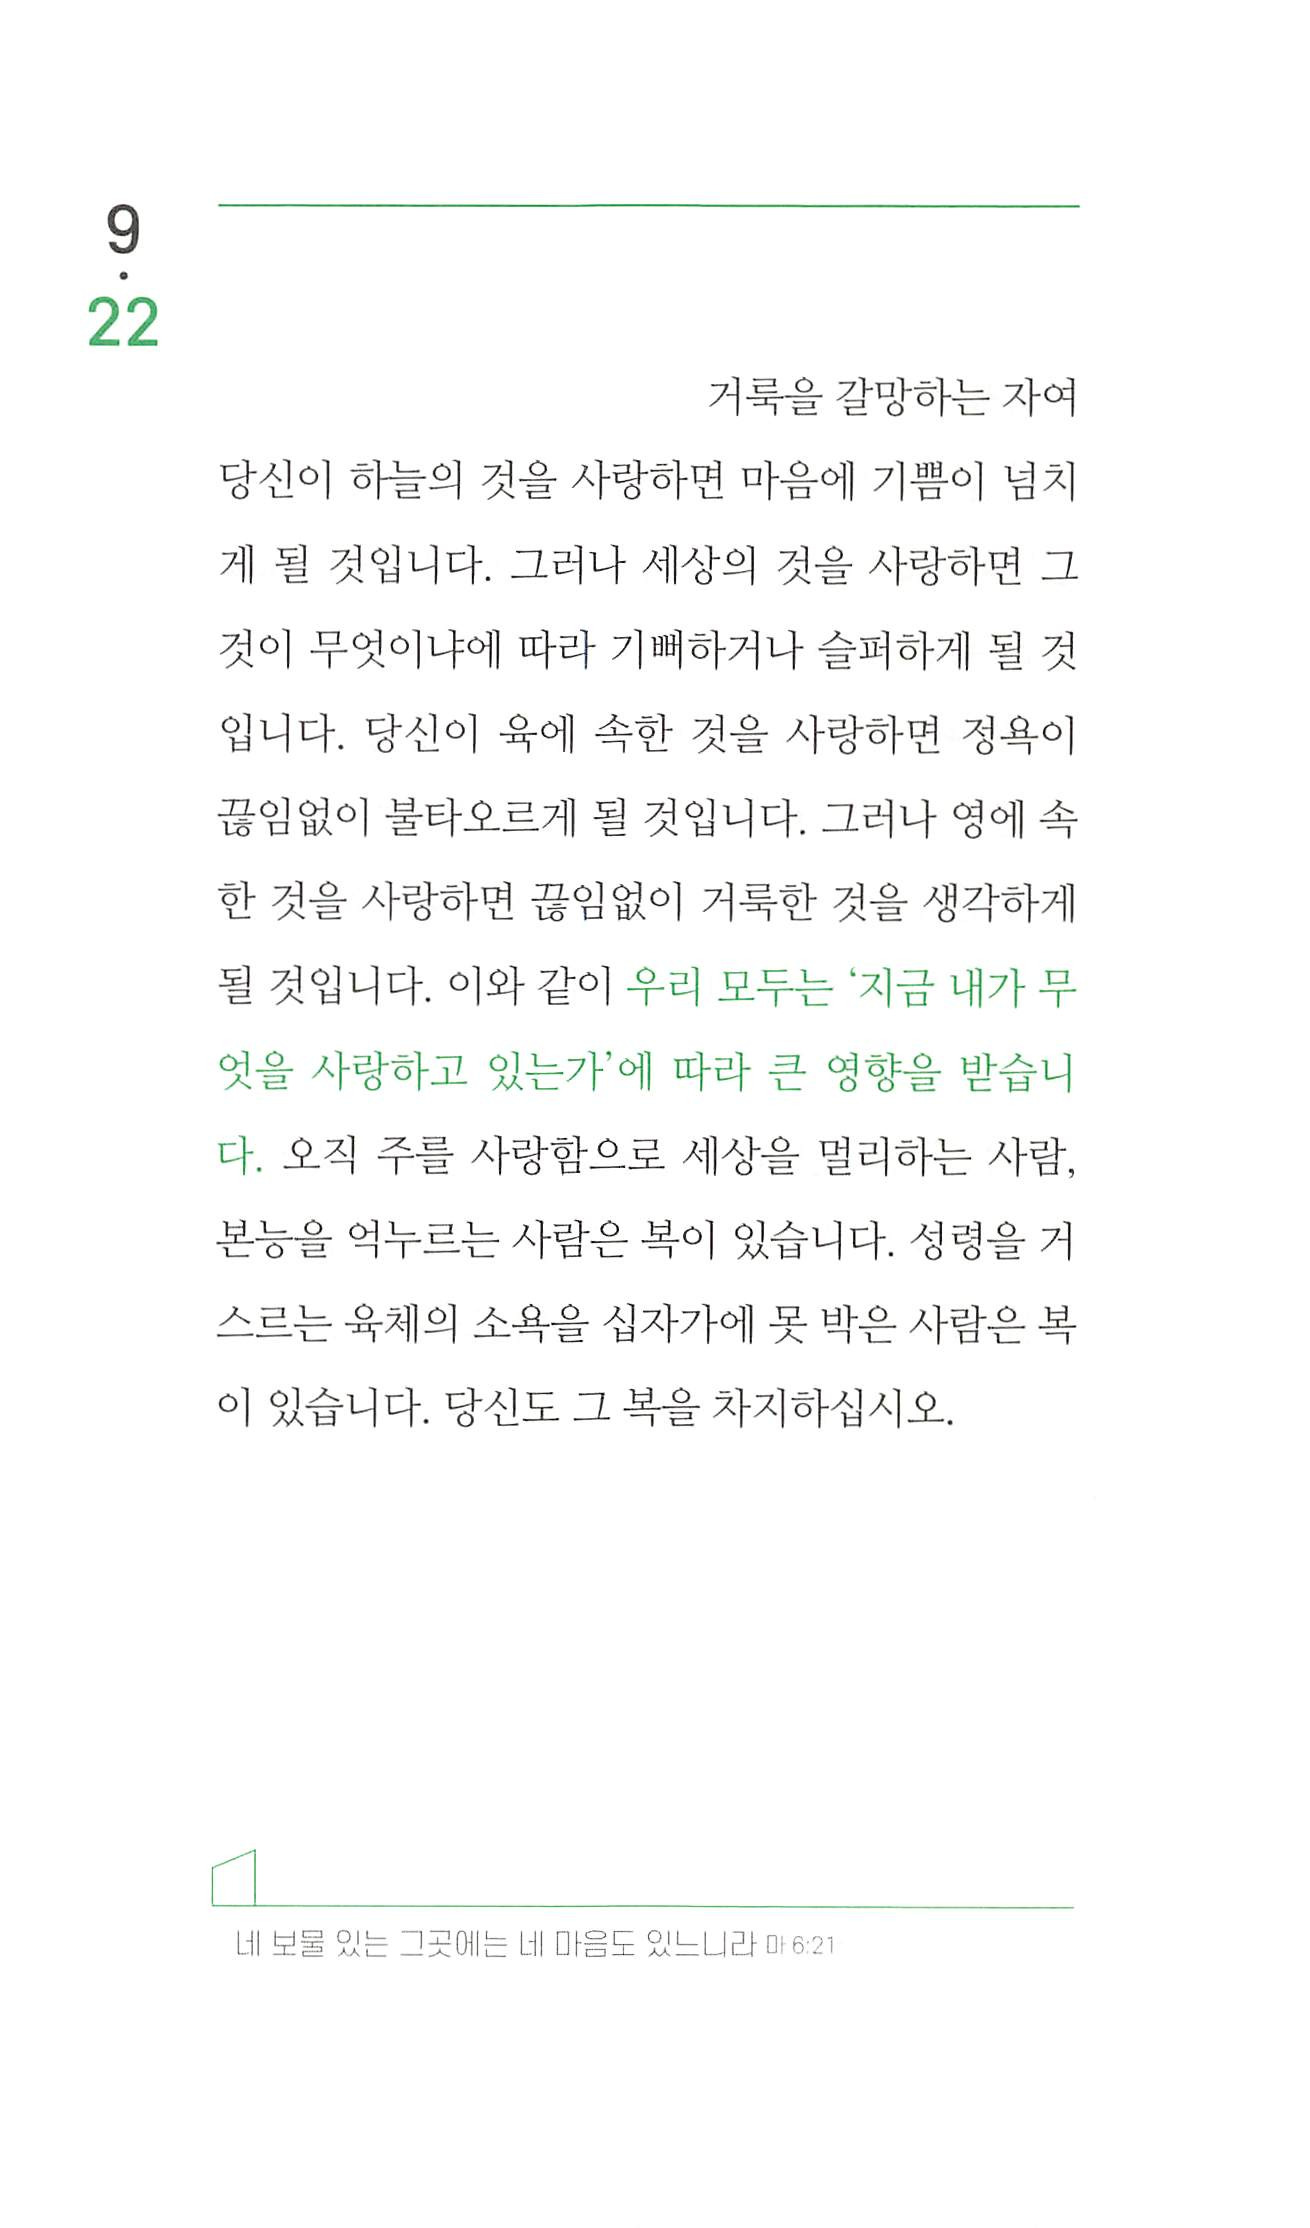 9
·
22
거룩을 갈망하는 자여
당신이 하늘의 것을 사랑하면 마음에 기쁨이 넘치
게 될 것입니다. 그러나 세상의 것을 사랑하면 그
것이 무엇이냐에 따라 기뻐하거나 슬퍼하게 될 것
입니다. 당신이 육에 속한 것을 사랑하면 정욕이
끊임없이 불타오르게 될 것입니다. 그러나 영에 속
한 것을 사랑하면 끊임없이 거룩한 것을 생각하게
될 것입니다. 이와 같이 우리 모두는 ‘지금 내가 무
엇을 사랑하고 있는가’에 따라 큰 영향을 받습니
다. 오직 주를 사랑함으로 세상을 멀리하는 사람,
본능을 억누르는 사람은 복이 있습니다. 성령을 거
스르는 육체의 소욕을 십자가에 못 박은 사람은 복
이 있습니다. 당신도 그 복을 차지하십시오.
네 보물 있는 그곳에는 네 마음도 있느니라 마 6:21